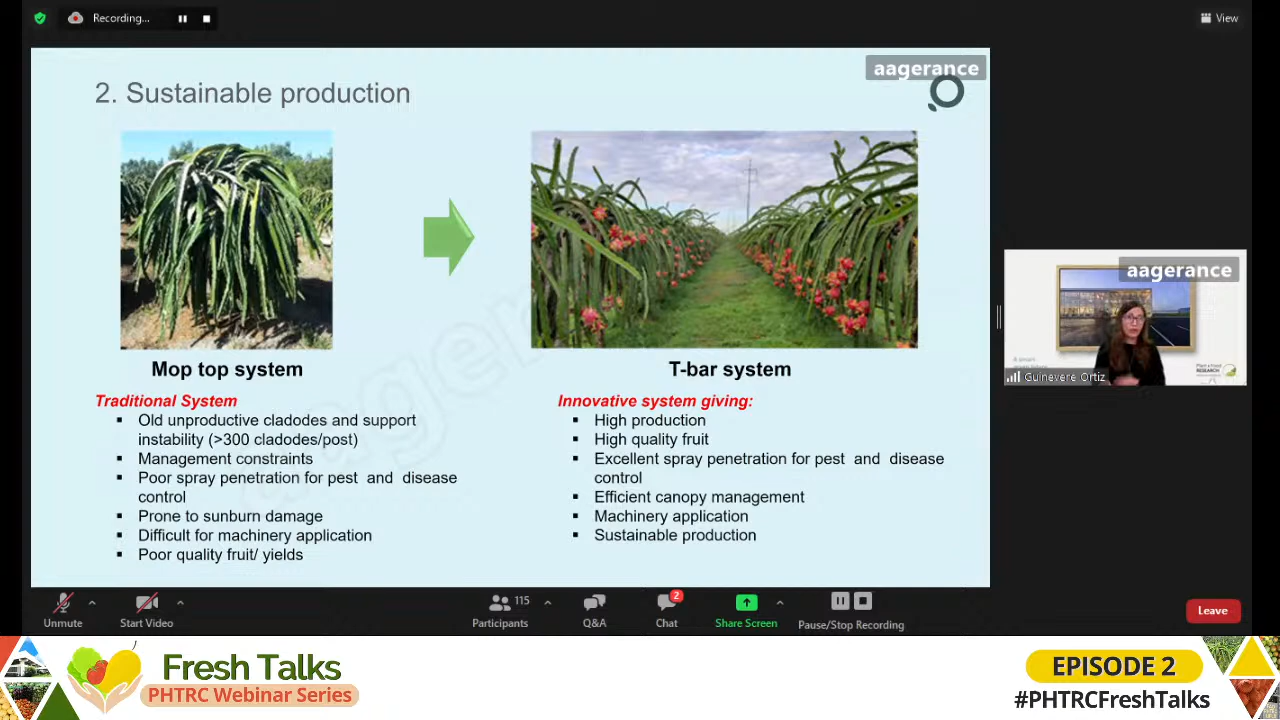 Recording...
View
aagerance
2. Sustainable production
Mop top system
Traditional System
▪ Old unproductive cladodes and support
instability (>300 cladodes/post)
▪ Management constraints
▪ Poor spray penetration for pest and disease
control
▪ Prone to sunburn damage
▪ Difficult for machinery application
▪ Poor quality fruit/ yields
T-bar system
Innovative system giving:
▪ High production
▪ High quality fruit
▪ Excellent spray penetration for pest and disease
control
▪ Efficient canopy management
▪ Machinery application
▪ Sustainable production
aagerance
A smart
Plant & Food
RESEARCH
Guinevere Ortiz
Unmute
Start Video
115
Participants
Q&A
2
Chat
Share Screen
Pause/Stop Recording
Leave
Fresh Talks
PHTRC Webinar Series
EPISODE 2
#PHTRCFreshTalks